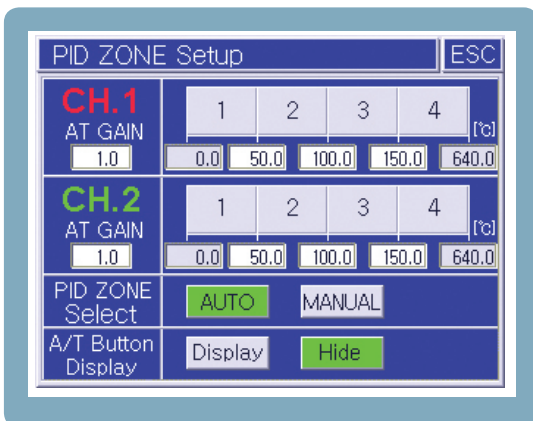 PID ZONE Setup ESC
CH.1
AT GAIN
1.0
1 2 3 4
[℃]
0.0 50.0 100.0 150.0 640.0
CH.2
AT GAIN
1.0
1 2 3 4
[℃]
0.0 50.0 100.0 150.0 640.0
PID ZONE
Select
AUTO MANUAL
A/T Button
Display
Display Hide